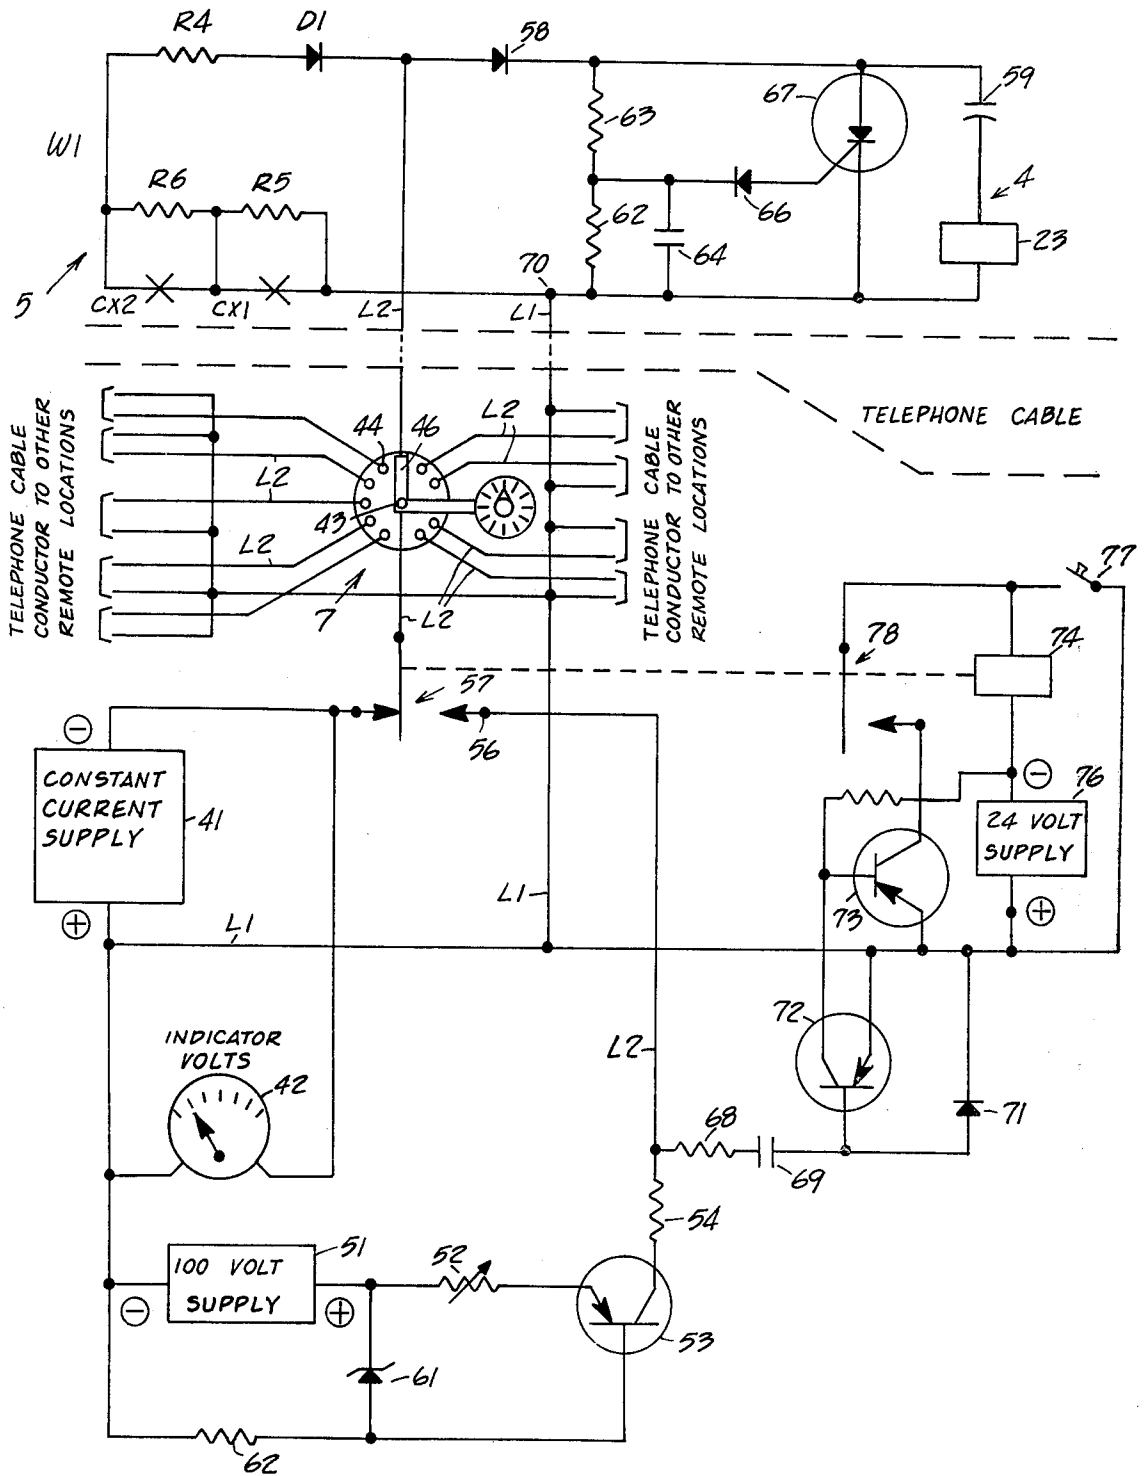 R4
D1
58
59
67
63
W1
4
R6
R5
62
66
23
64
70
5
CX2
CX1
L2
L1
TELEPHONE CABLE
TELEPHONE CABLE
CONDUCTOR TO OTHER
REMOTE LOCATIONS
44
46
L2
L2
43
L2
7
L2
TELEPHONE CABLE
CONDUCTOR TO OTHER
REMOTE LOCATIONS
77
78
74
57
56
−
CONSTANT
CURRENT
SUPPLY
41
+
−
76
24 VOLT
SUPPLY
+
73
L1
L1
72
L2
INDICATOR
VOLTS
42
71
68
69
54
51
100 VOLT
SUPPLY
−
+
52
53
61
62